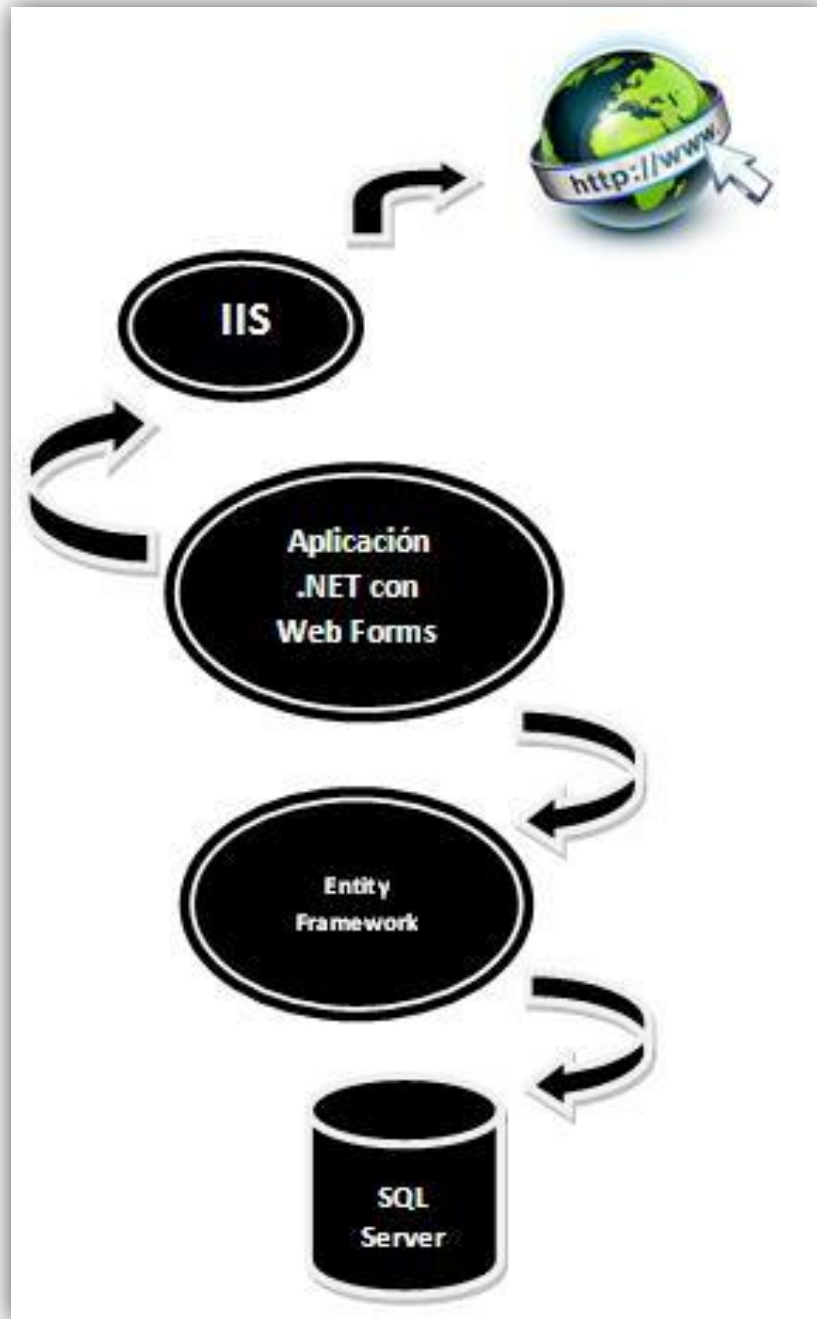 http://www.
IIS
Aplicación
.NET con
Web Forms
Entity
Framework
SQL
Server